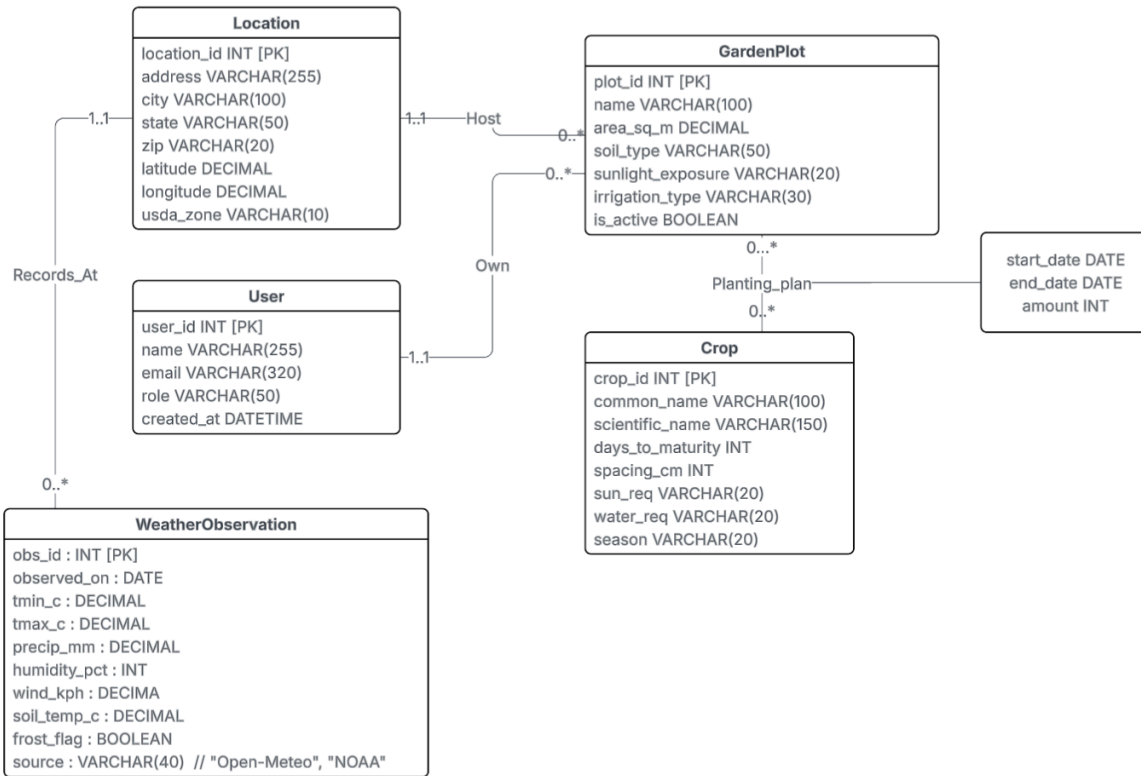 Location
location_id INT [PK]
address VARCHAR(255)
city VARCHAR(100)
state VARCHAR(50)
zip VARCHAR(20)
latitude DECIMAL
longitude DECIMAL
usda_zone VARCHAR(10)
1..1
1..1
Host
0..*
GardenPlot
plot_id INT [PK]
name VARCHAR(100)
area_sq_m DECIMAL
soil_type VARCHAR(50)
sunlight_exposure VARCHAR(20)
irrigation_type VARCHAR(30)
is_active BOOLEAN
0..*
Own
1..1
Records_At
User
user_id INT [PK]
name VARCHAR(255)
email VARCHAR(320)
role VARCHAR(50)
created_at DATETIME
0...*
Planting_plan
0..*
start_date DATE
end_date DATE
amount INT
Crop
crop_id INT [PK]
common_name VARCHAR(100)
scientific_name VARCHAR(150)
days_to_maturity INT
spacing_cm INT
sun_req VARCHAR(20)
water_req VARCHAR(20)
season VARCHAR(20)
0..*
WeatherObservation
obs_id : INT [PK]
observed_on : DATE
tmin_c : DECIMAL
tmax_c : DECIMAL
precip_mm : DECIMAL
humidity_pct : INT
wind_kph : DECIMA
soil_temp_c : DECIMAL
frost_flag : BOOLEAN
source : VARCHAR(40) // "Open-Meteo", "NOAA"